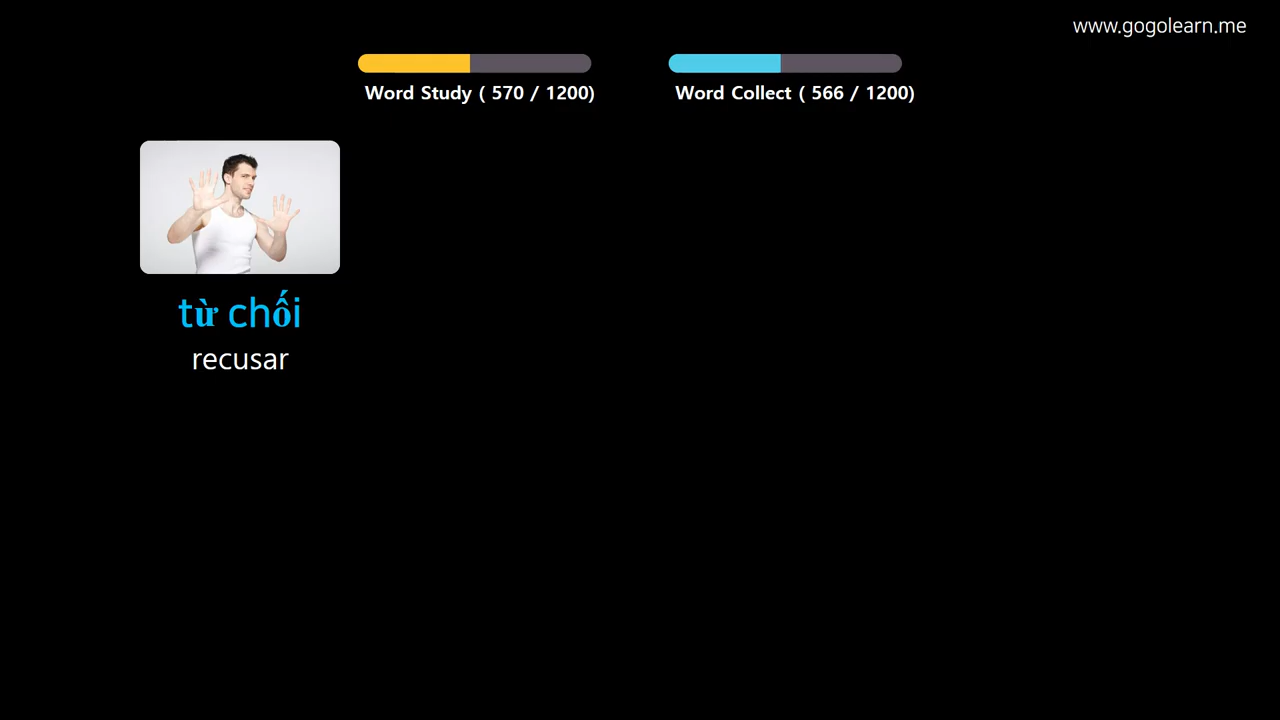 www.gogolearn.me
Word Study ( 570 / 1200)
Word Collect ( 566 / 1200)
từ chối
recusar